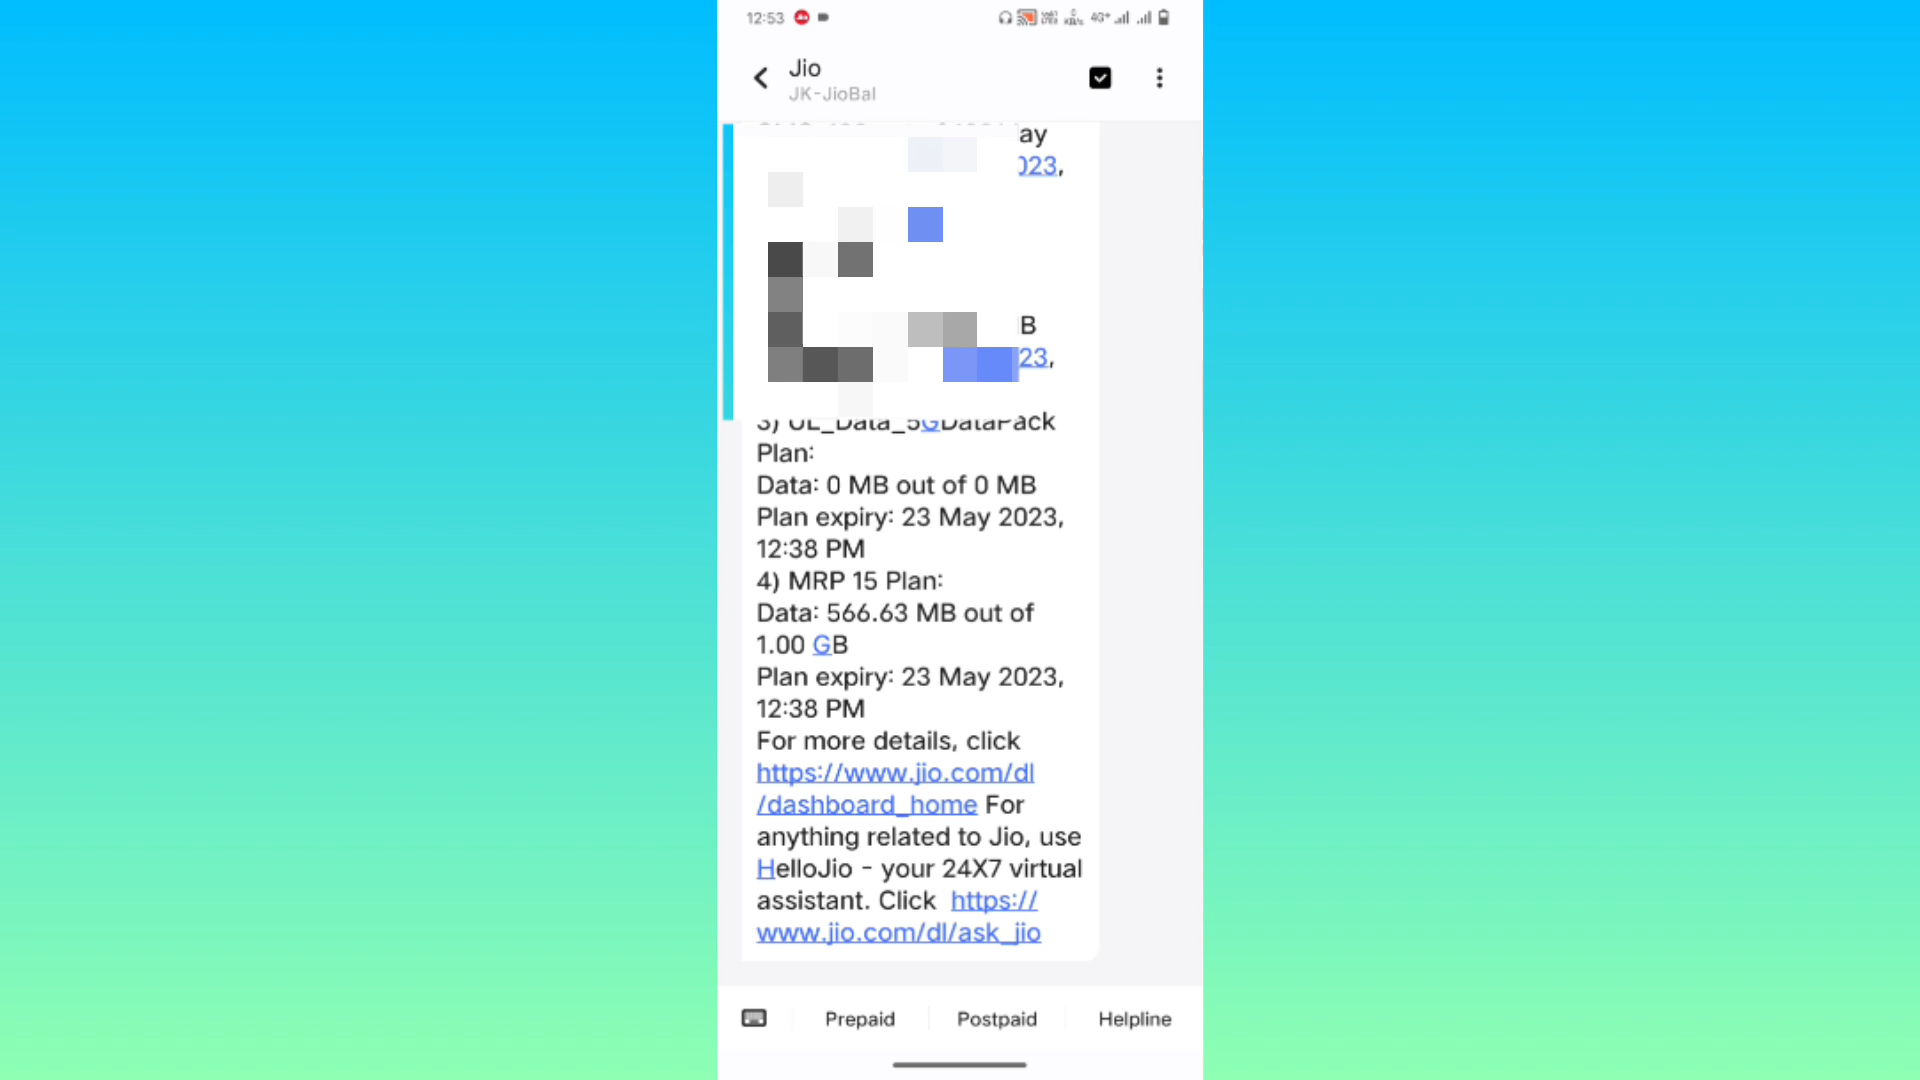 12:53
4G+
Jio
JK-JioBal
ay
023,
B
23,
3) UL_Data_5GDataPack
Plan:
Data: 0 MB out of 0 MB
Plan expiry: 23 May 2023,
12:38 PM
4) MRP 15 Plan:
Data: 566.63 MB out of
1.00 GB
Plan expiry: 23 May 2023,
12:38 PM
For more details, click
https://www.jio.com/dl
/dashboard_home For
anything related to Jio, use
HelloJio - your 24X7 virtual
assistant. Click https://
www.jio.com/dl/ask_jio
Prepaid
Postpaid
Helpline